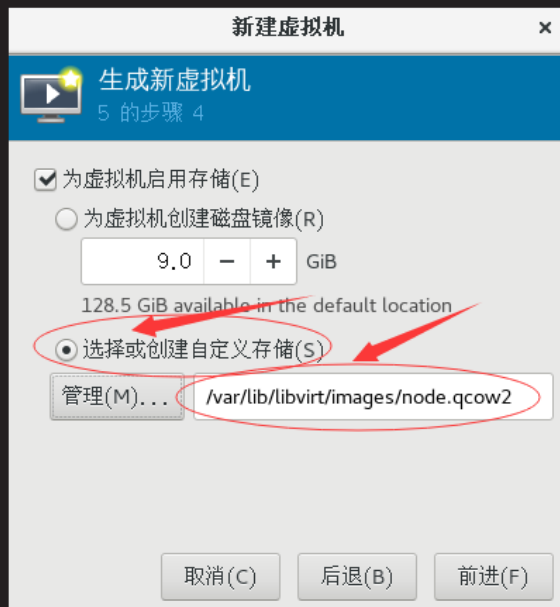 新建虚拟机 ×
生成新虚拟机
5 的步骤 4
为虚拟机启用存储(E)
为虚拟机创建磁盘镜像(R)
9.0 − + GiB
128.5 GiB available in the default location
选择或创建自定义存储(S)
管理(M)... /var/lib/libvirt/images/node.qcow2
取消(C) 后退(B) 前进(F)